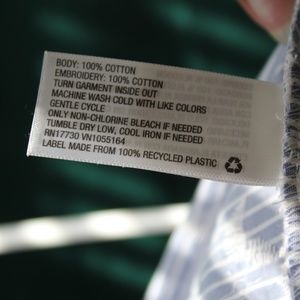 BODY: 100% COTTON
EMBROIDERY: 100% COTTON
TURN GARMENT INSIDE OUT
MACHINE WASH COLD WITH LIKE COLORS
GENTLE CYCLE
ONLY NON-CHLORINE BLEACH IF NEEDED
TUMBLE DRY LOW, COOL IRON IF NEEDED
RN17730 VN1055164
LABEL MADE FROM 100% RECYCLED PLASTIC